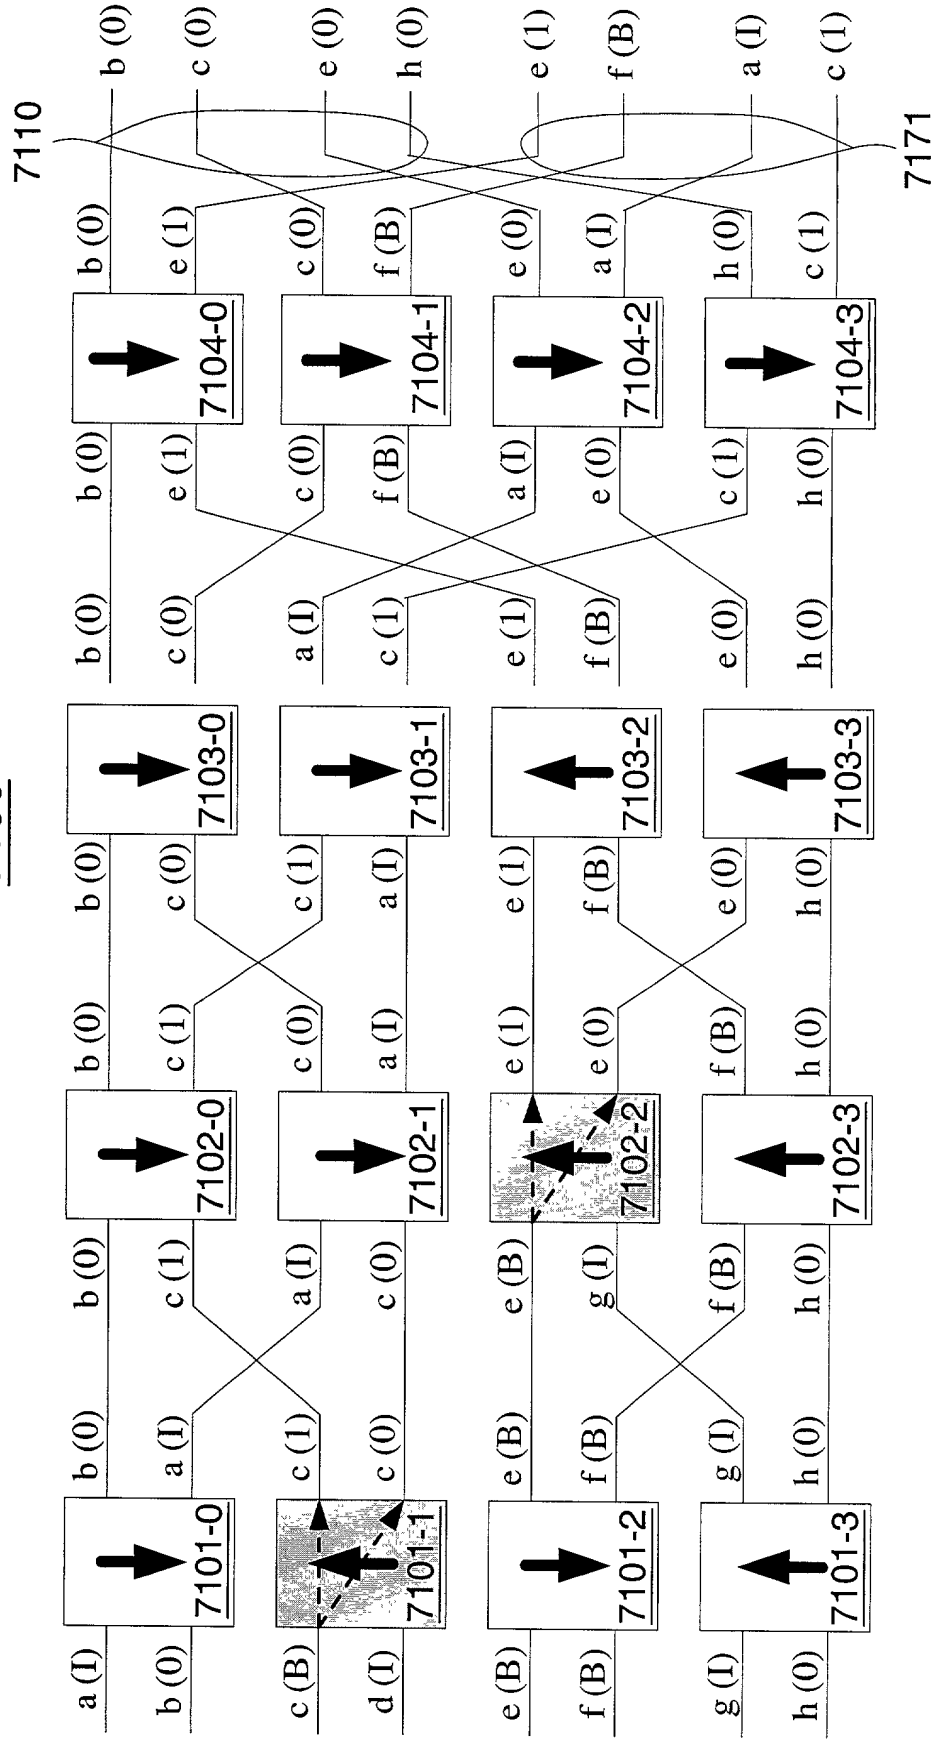 7110
a (I)
b (0)
c (B)
d (I)
e (B)
f (B)
g (I)
h (0)
7101-0
7101-1
7101-2
7101-3
b (0)
a (I)
c (1)
c (0)
e (B)
f (B)
g (I)
h (0)
b (0)
c (1)
a (I)
c (0)
e (B)
g (I)
f (B)
h (0)
7102-0
7102-1
7102-2
7102-3
b (0)
c (1)
c (0)
a (I)
e (1)
e (0)
f (B)
h (0)
b (0)
c (0)
c (1)
a (I)
e (1)
f (B)
e (0)
h (0)
7103-0
7103-1
7103-2
7103-3
b (0)
c (0)
a (I)
c (1)
e (1)
f (B)
e (0)
h (0)
b (0)
e (1)
c (0)
f (B)
a (I)
e (0)
c (1)
h (0)
7104-0
7104-1
7104-2
7104-3
b (0)
e (1)
c (0)
f (B)
e (0)
a (I)
h (0)
c (1)
b (0)
c (0)
e (0)
h (0)
e (1)
f (B)
a (I)
c (1)
7171